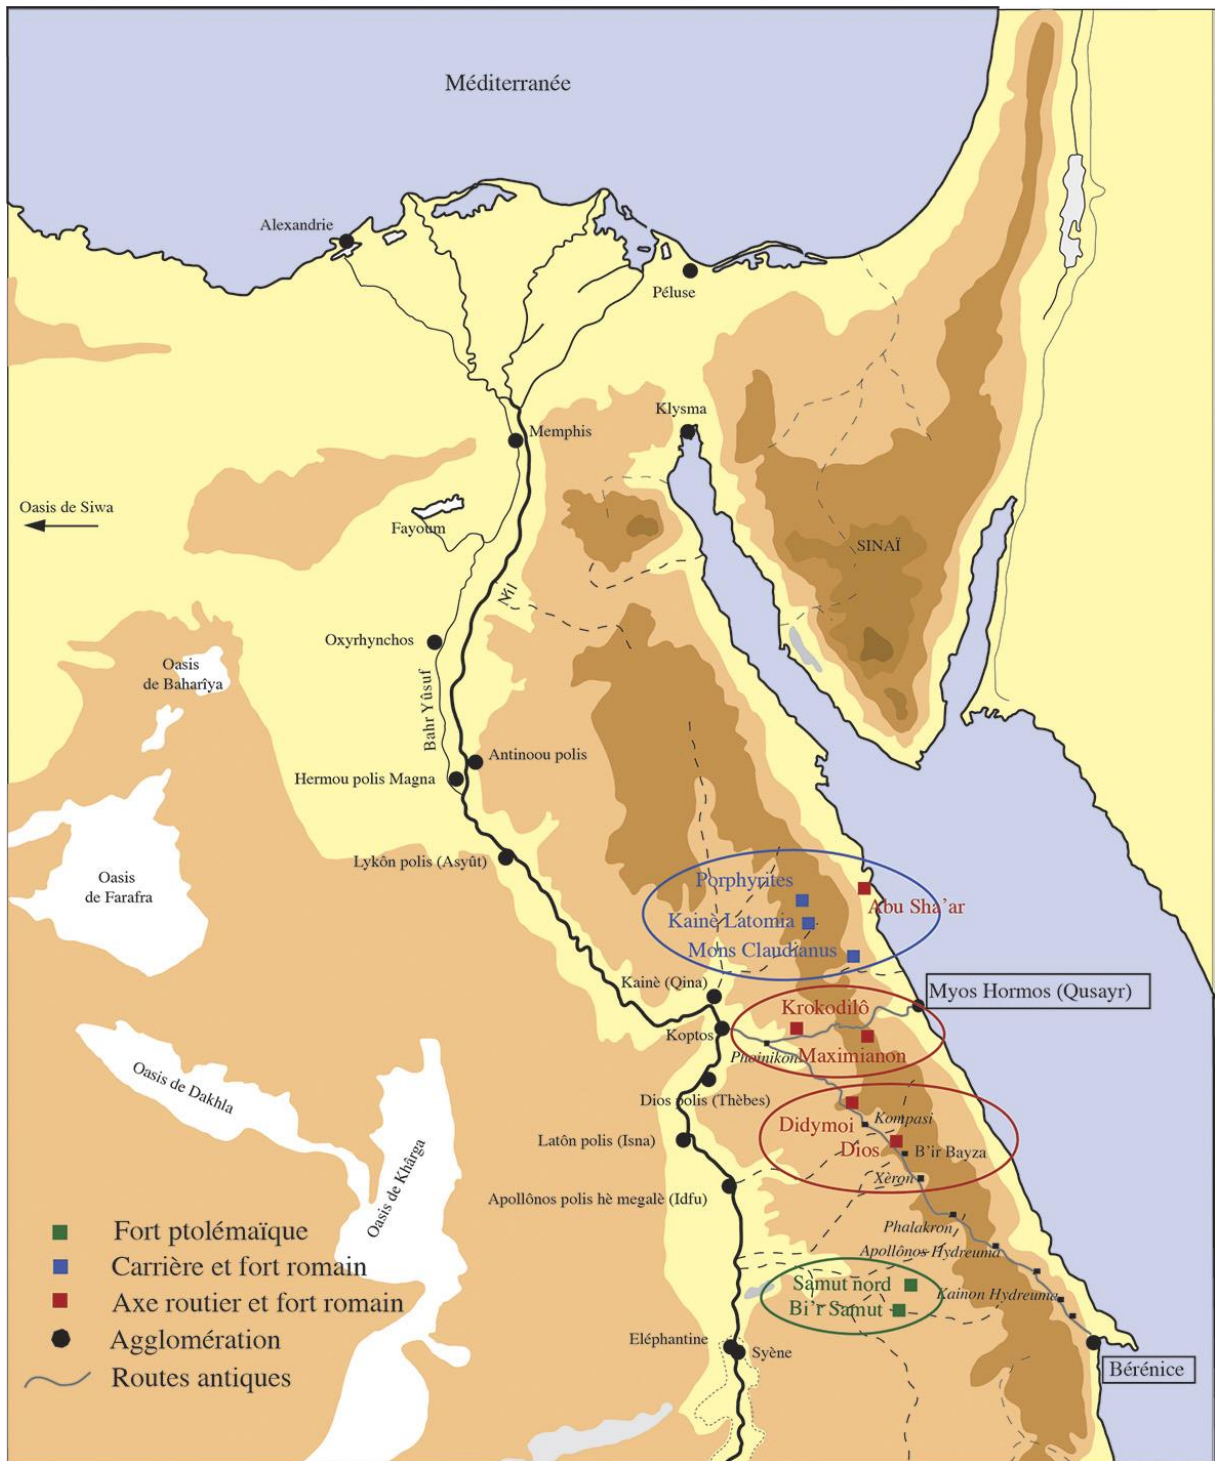 Méditerranée
Alexandrie
Péluse
Klysma
Memphis
Oasis de Siwa
Fayoum
SINAÏ
Nil
Oxyrhynchos
Oasis
de Baharîya
Bahr Yûsuf
Antinoou polis
Hermou polis Magna
Lykôn polis (Asyût)
Oasis
de Farafra
Porphyrites
Abu Sha'ar
Kainè Latomia
Mons Claudianus
Kainè (Qina)
Myos Hormos (Qusayr)
Krokodilô
Koptos
Phoinikon
Maximianon
Oasis de Dakhla
Dios polis (Thèbes)
Didymoi
Kompasi
Latôn polis (Isna)
Dios
B'ir Bayza
Oasis de Khârga
Xèron
Apollônos polis hè megalè (Idfu)
Phalakron
Apollônos Hydreuma
Samut nord
Kainon Hydreuma
Bi'r Samut
Eléphantine
Syène
Bérénice
Fort ptolémaïque
Carrière et fort romain
Axe routier et fort romain
Agglomération
Routes antiques